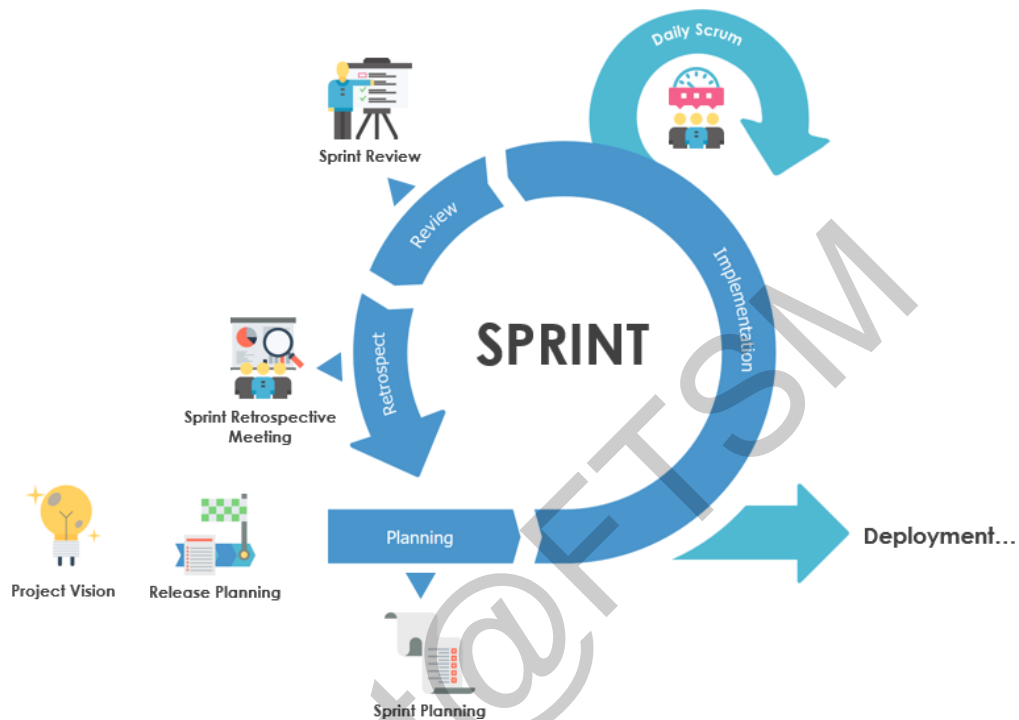 Daily Scrum
Sprint Review
Review
Implementation
SPRINT
Retrospect
Sprint Retrospective
Meeting
Planning
Deployment...
Project Vision
Release Planning
Sprint Planning
t@FTSM